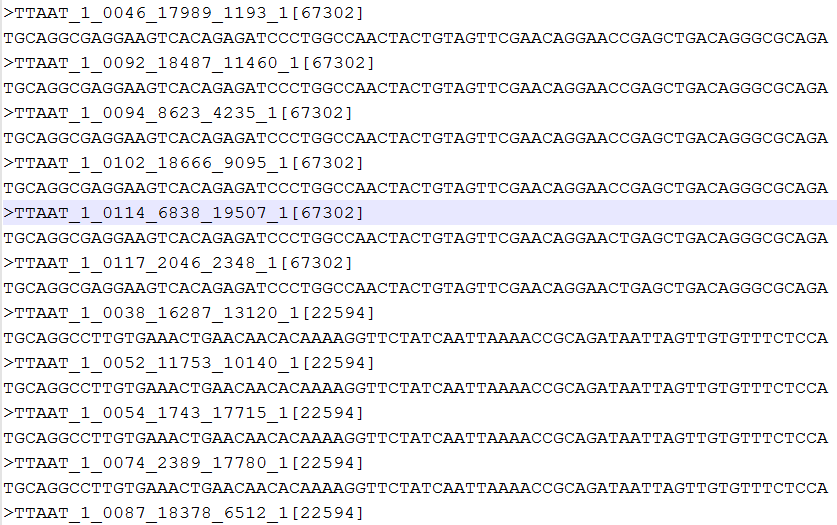 >TTAAT_1_0046_17989_1193_1[67302]
TGCAGGCGAGGAAGTCACAGAGATCCCTGGCCAACTACTGTAGTTCGAACAGGAACCGAGCTGACAGGGCGCAGA
>TTAAT_1_0092_18487_11460_1[67302]
TGCAGGCGAGGAAGTCACAGAGATCCCTGGCCAACTACTGTAGTTCGAACAGGAACCGAGCTGACAGGGCGCAGA
>TTAAT_1_0094_8623_4235_1[67302]
TGCAGGCGAGGAAGTCACAGAGATCCCTGGCCAACTACTGTAGTTCGAACAGGAACCGAGCTGACAGGGCGCAGA
>TTAAT_1_0102_18666_9095_1[67302]
TGCAGGCGAGGAAGTCACAGAGATCCCTGGCCAACTACTGTAGTTCGAACAGGAACCGAGCTGACAGGGCGCAGA
>TTAAT_1_0114_6838_19507_1[67302]
TGCAGGCGAGGAAGTCACAGAGATCCCTGGCCAACTACTGTAGTTCGAACAGGAACTGAGCTGACAGGGCGCAGA
>TTAAT_1_0117_2046_2348_1[67302]
TGCAGGCGAGGAAGTCACAGAGATCCCTGGCCAACTACTGTAGTTCGAACAGGAACTGAGCTGACAGGGCGCAGA
>TTAAT_1_0038_16287_13120_1[22594]
TGCAGGCCTTGTGAAACTGAACAACACAAAAGGTTCTATCAATTAAAACCGCAGATAATTAGTTGTGTTTCTCCA
>TTAAT_1_0052_11753_10140_1[22594]
TGCAGGCCTTGTGAAACTGAACAACACAAAAGGTTCTATCAATTAAAACCGCAGATAATTAGTTGTGTTTCTCCA
>TTAAT_1_0054_1743_17715_1[22594]
TGCAGGCCTTGTGAAACTGAACAACACAAAAGGTTCTATCAATTAAAACCGCAGATAATTAGTTGTGTTTCTCCA
>TTAAT_1_0074_2389_17780_1[22594]
TGCAGGCCTTGTGAAACTGAACAACACAAAAGGTTCTATCAATTAAAACCGCAGATAATTAGTTGTGTTTCTCCA
>TTAAT_1_0087_18378_6512_1[22594]